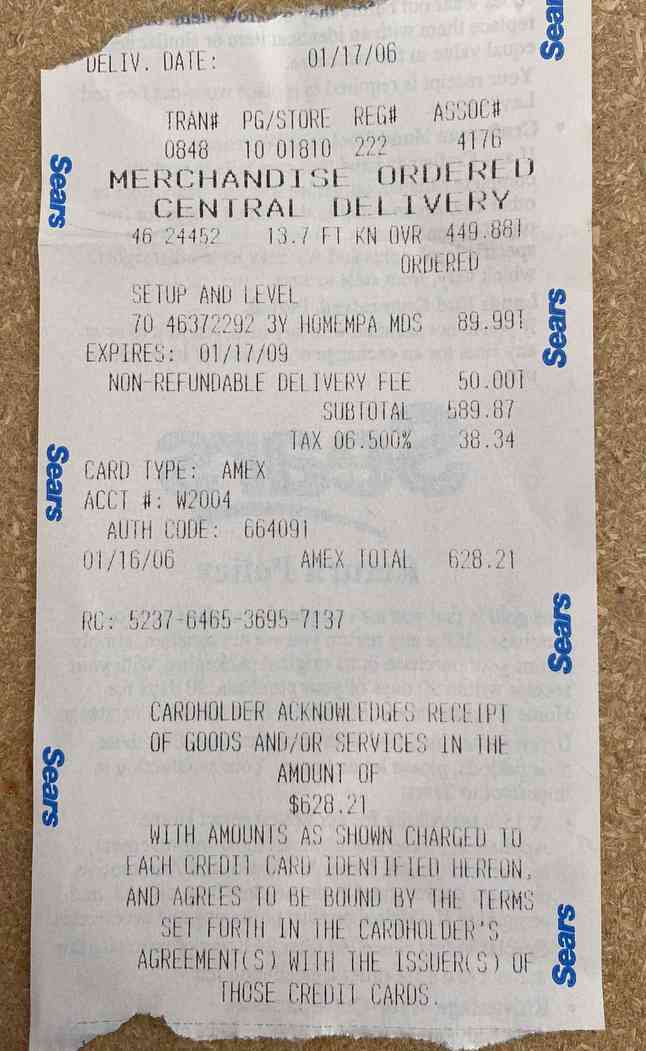 DELIV. DATE: 01/17/06
TRAN# PG/STORE REG# ASSOC#
0848 10 01810 222 4176
MERCHANDISE ORDERED
CENTRAL DELIVERY
46 24452 13.7 FT KN OVR 449.88T
ORDERED
SETUP AND LEVEL
70 46372292 3Y HOMEMPA MDS 89.99T
EXPIRES: 01/17/09
NON-REFUNDABLE DELIVERY FEE 50.00T
SUBTOTAL 589.87
TAX 06.500% 38.34
CARD TYPE: AMEX
ACCT #: W2004
AUTH CODE: 664091
01/16/06 AMEX TOTAL 628.21
RC: 5237-6465-3695-7137
CARDHOLDER ACKNOWLEDGES RECEIPT
OF GOODS AND/OR SERVICES IN THE
AMOUNT OF
$628.21
WITH AMOUNTS AS SHOWN CHARGED TO
EACH CREDIT CARD IDENTIFIED HEREON,
AND AGREES TO BE BOUND BY THE TERMS
SET FORTH IN THE CARDHOLDER'S
AGREEMENT(S) WITH THE ISSUER(S) OF
THOSE CREDIT CARDS.
Sears
Sears
Sears
Sears
Sears
Sears
Sears